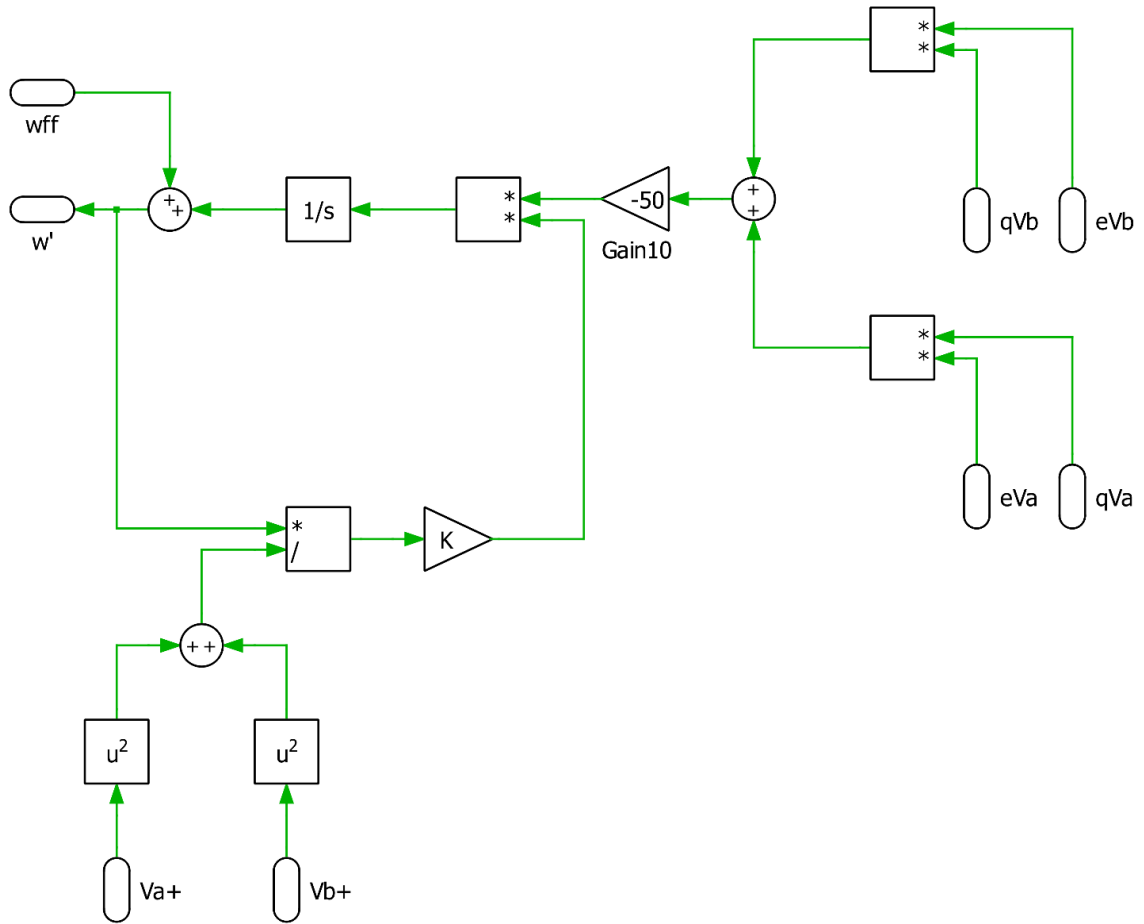 *
*
wff
+
+
w'
1/s
*
*
-50
Gain10
+
+
qVb
eVb
*
*
eVa
qVa
*
/
K
+ +
u²
u²
Va+
Vb+